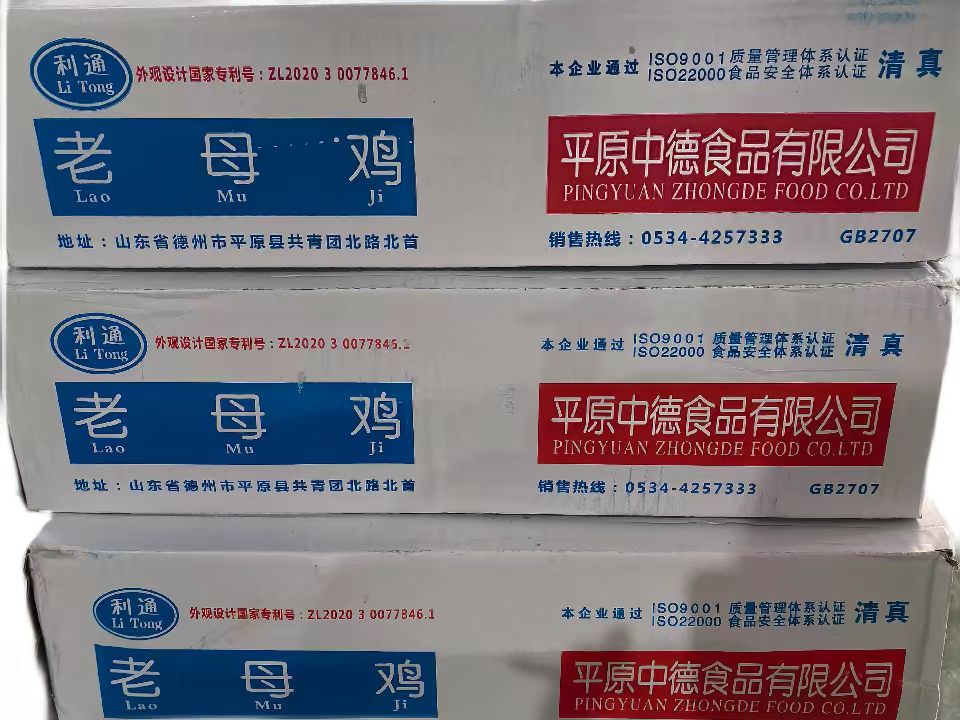 利通
Li Tong
外观设计国家专利号：ZL2020 3 0077846.1
本企业通过 ISO9001 质量管理体系认证
ISO22000 食品安全体系认证
清真
老母鸡
Lao Mu Ji
平原中德食品有限公司
PINGYUAN ZHONGDE FOOD CO.LTD
地址：山东省德州市平原县共青团北路北首
销售热线：0534-4257333 GB2707
利通
Li Tong
外观设计国家专利号：ZL2020 3 0077846.1
本企业通过 ISO9001 质量管理体系认证
ISO22000 食品安全体系认证
清真
老母鸡
Lao Mu Ji
平原中德食品有限公司
PINGYUAN ZHONGDE FOOD CO.LTD
地址：山东省德州市平原县共青团北路北首
销售热线：0534-4257333 GB2707
利通
Li Tong
外观设计国家专利号：ZL2020 3 0077846.1
本企业通过 ISO9001 质量管理体系认证
ISO22000 食品安全体系认证
清真
老母鸡
Lao Mu Ji
平原中德食品有限公司
PINGYUAN ZHONGDE FOOD CO.LTD